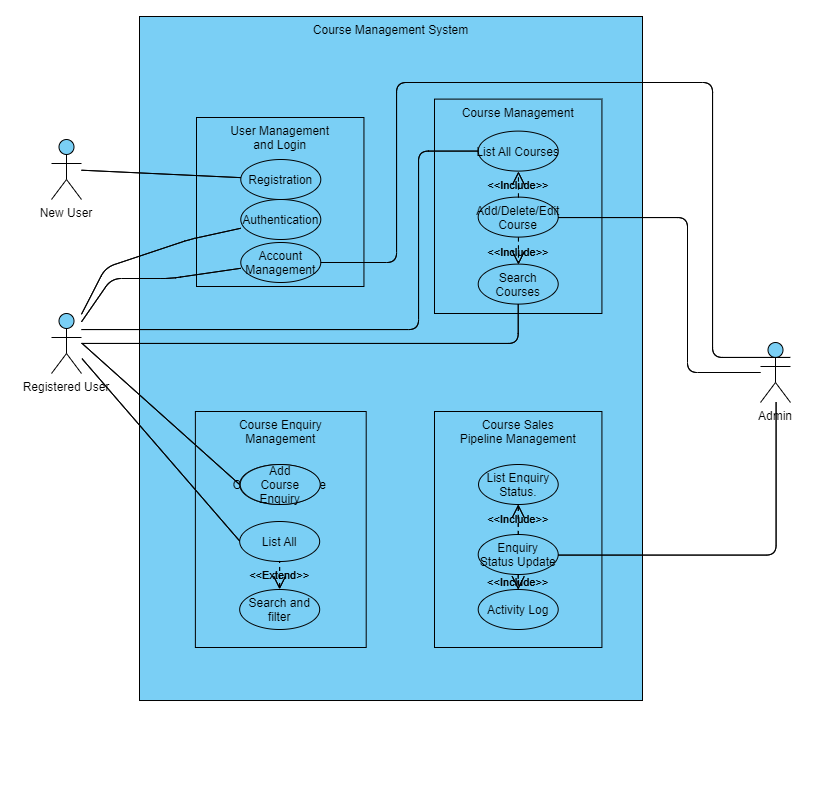 Course Management System
User Management
and Login
Registration
Authentication
Account
Management
Course Management
List All Courses
<<Include>>
Add/Delete/Edit
Course
<<Include>>
Search
Courses
New User
Registered User
Admin
Course Enquiry
Management
Add
Course
Enquiry
List All
<<Extend>>
Search and
filter
Course Sales
Pipeline Management
List Enquiry
Status.
<<Include>>
Enquiry
Status Update
<<Include>>
Activity Log